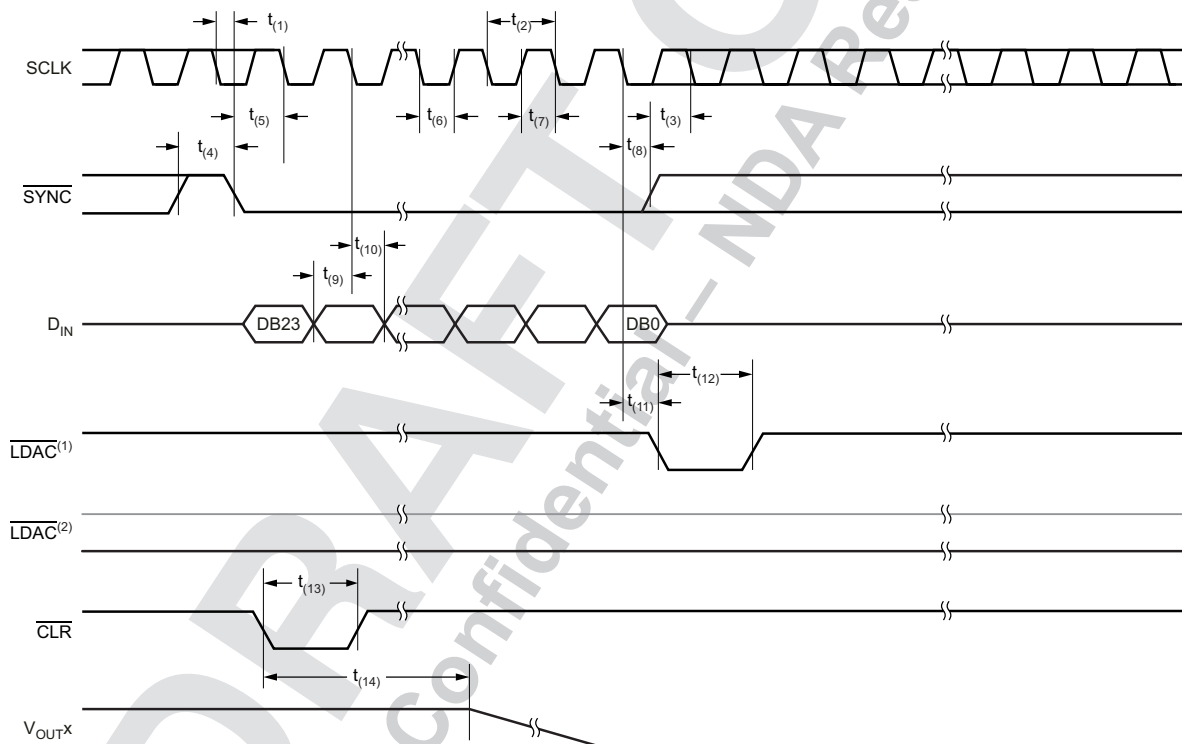 t(1)
t(2)
SCLK
t(5)
t(6)
t(7)
t(3)
t(8)
t(4)
SYNC
t(10)
t(9)
DIN
DB23
DB0
t(12)
t(11)
LDAC(1)
LDAC(2)
t(13)
CLR
t(14)
VOUTX
DRAFT
Confidential – NDA